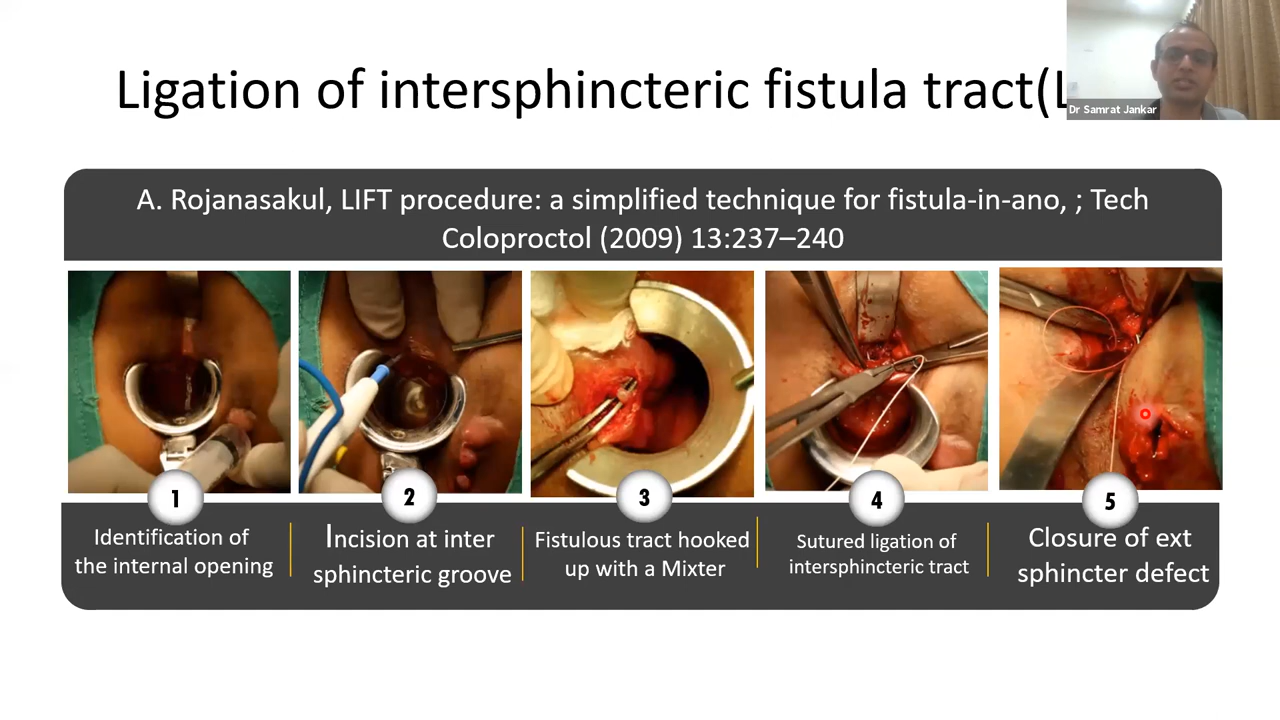 Ligation of intersphincteric fistula tract(L
Dr Samrat Jankar
A. Rojanasakul, LIFT procedure: a simplified technique for fistula-in-ano, ; Tech
Coloproctol (2009) 13:237–240
1
Identification of
the internal opening
2
Incision at inter
sphincteric groove
3
Fistulous tract hooked
up with a Mixter
4
Sutured ligation of
intersphincteric tract
5
Closure of ext
sphincter defect